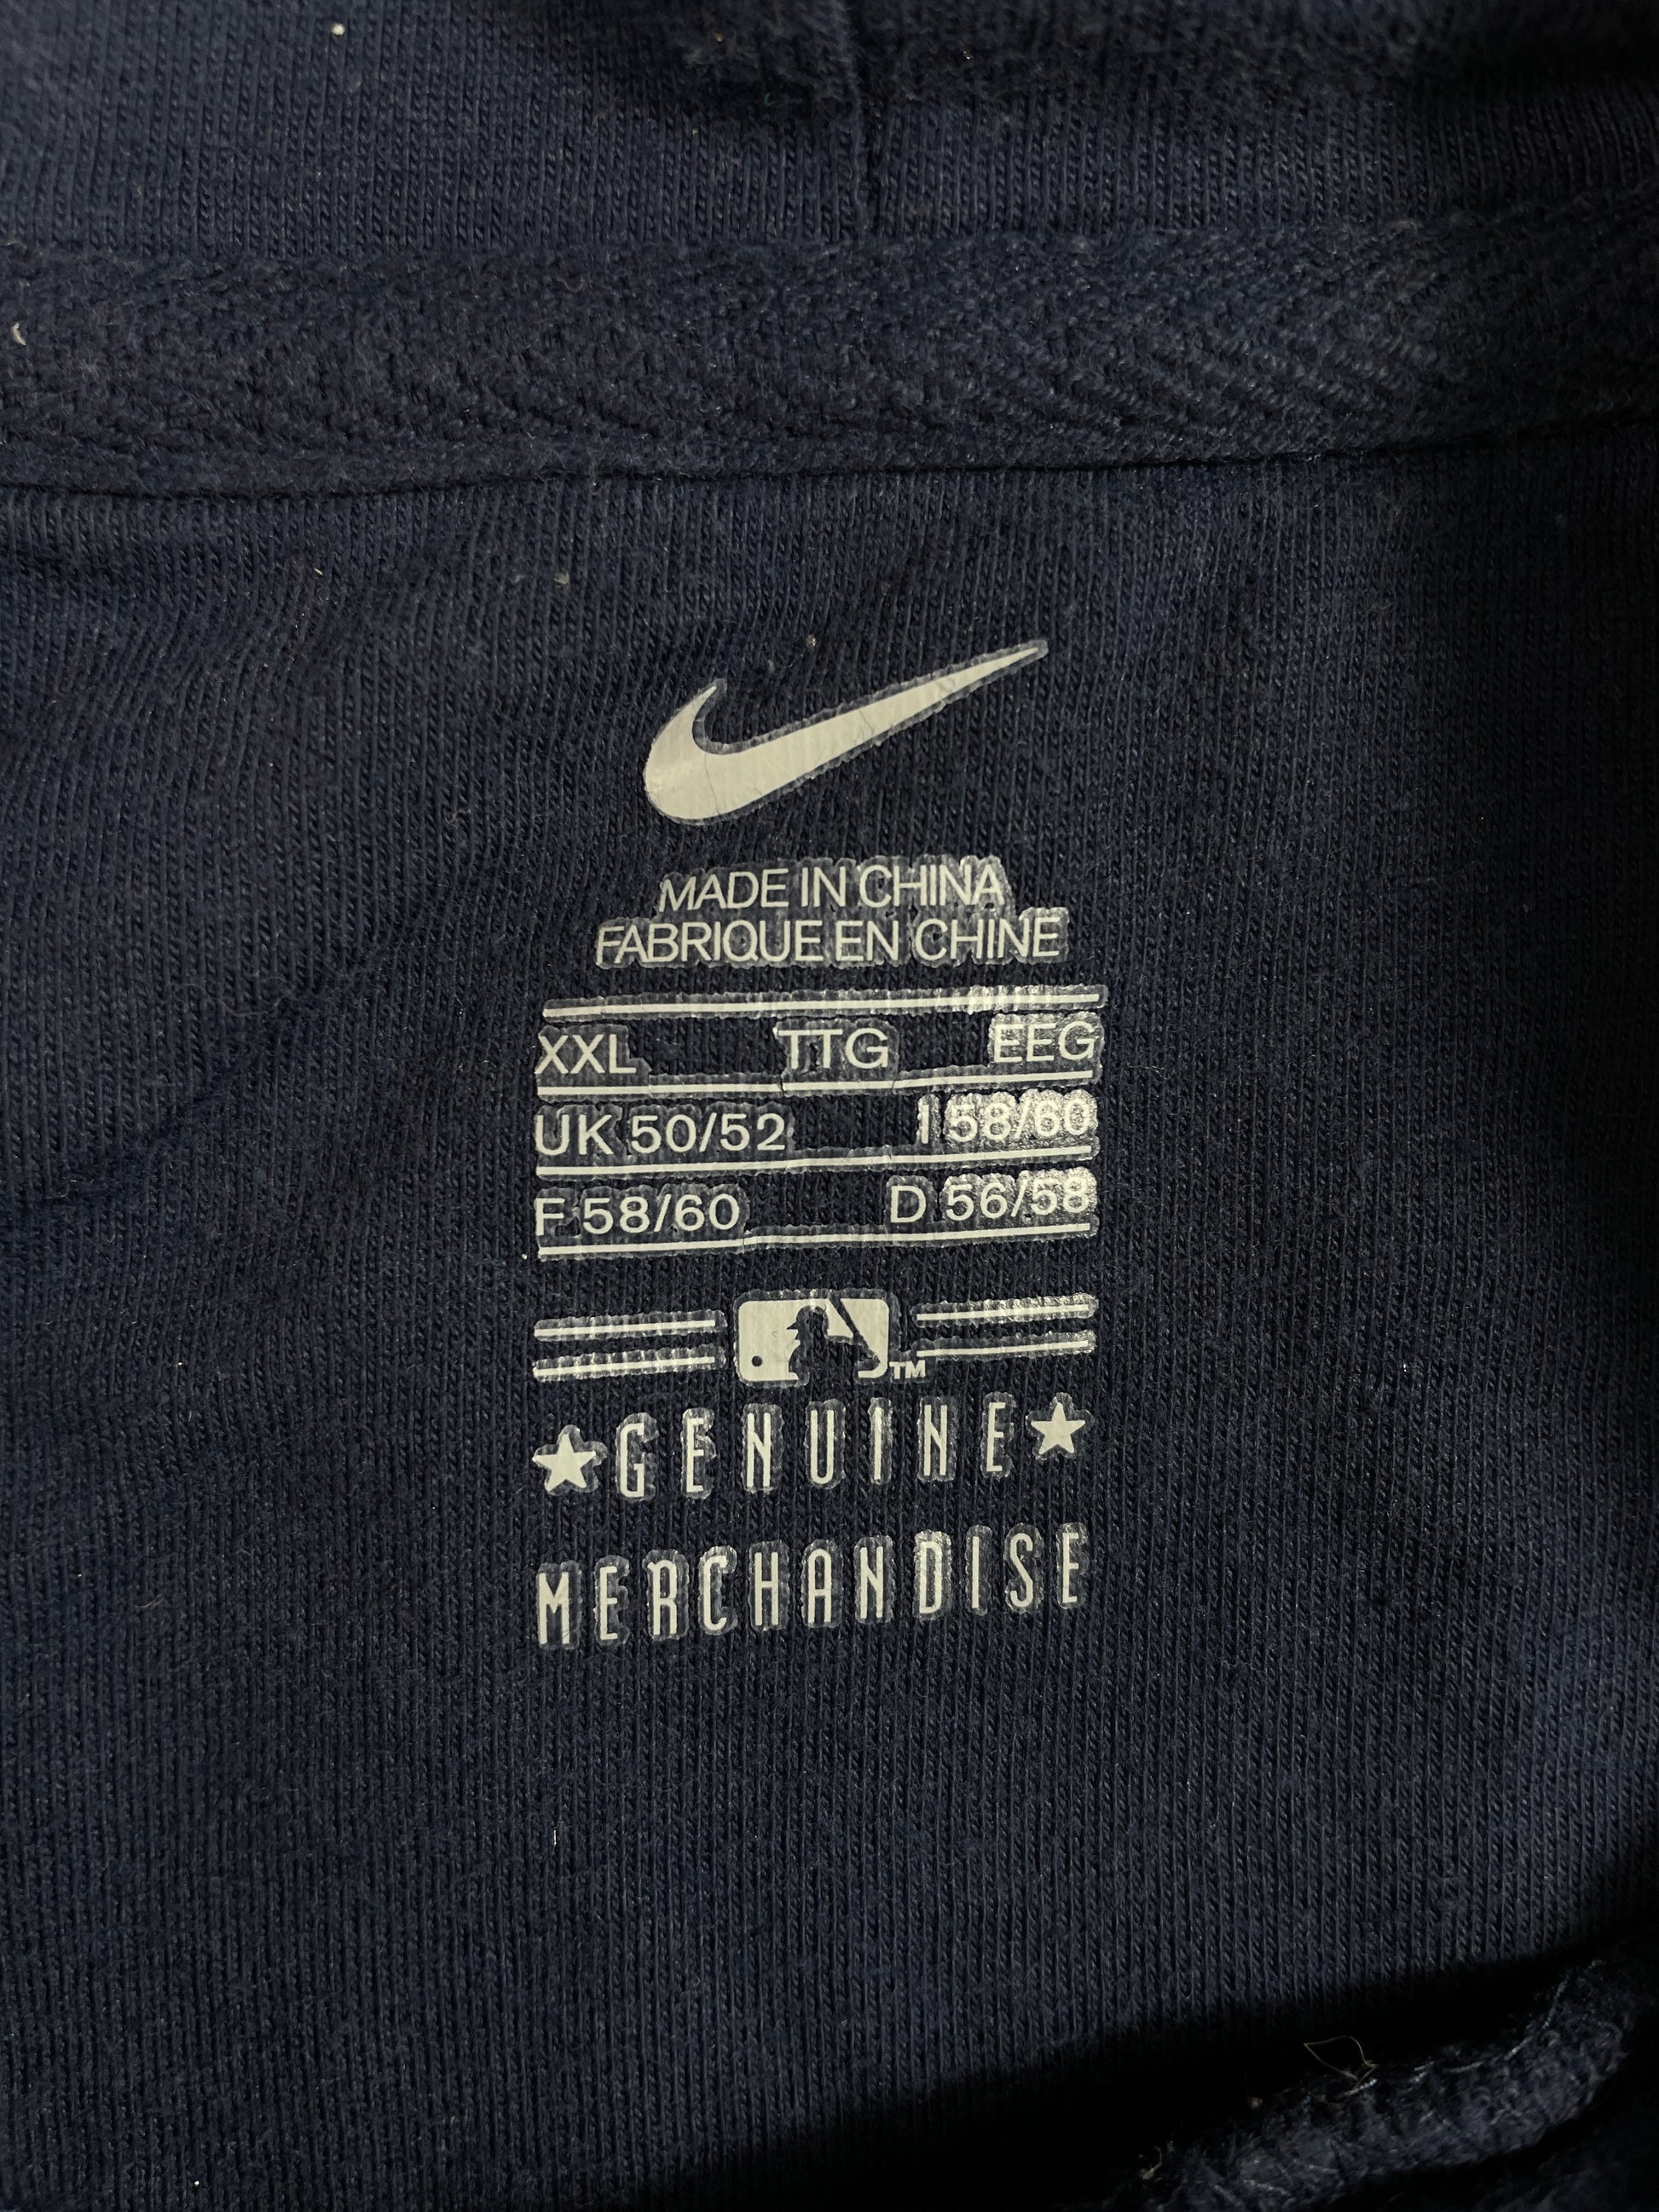 MADE IN CHINA
FABRIQUE EN CHINE
XXL TTG EEG
UK 50/52 I 58/60
F 58/60 D 56/58
TM
★GENUINE★
MERCHANDISE